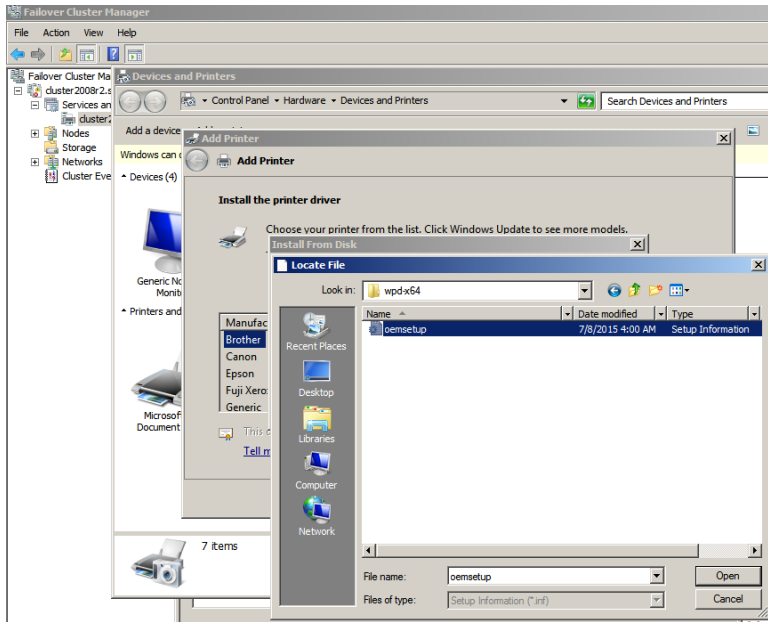 Failover Cluster Manager
File Action View Help
Failover Cluster Ma
cluster2008r2.s
Services an
cluster2
Nodes
Storage
Networks
Cluster Eve
Devices and Printers
Control Panel Hardware Devices and Printers
Search Devices and Printers
Add a device
Windows can
Devices (4)
Generic No
Monito
Printers and
Microsof
Document
7 items
Add Printer
Add Printer
Install the printer driver
Choose your printer from the list. Click Windows Update to see more models.
Manufac
Brother
Canon
Epson
Fuji Xero
Generic
This d
Tell m
Install From Disk
Locate File
Look in: wpd-x64
Name Date modified Type
oemsetup 7/8/2015 4:00 AM Setup Information
Recent Places
Desktop
Libraries
Computer
Network
File name: oemsetup Open
Files of type: Setup Information (*.inf) Cancel